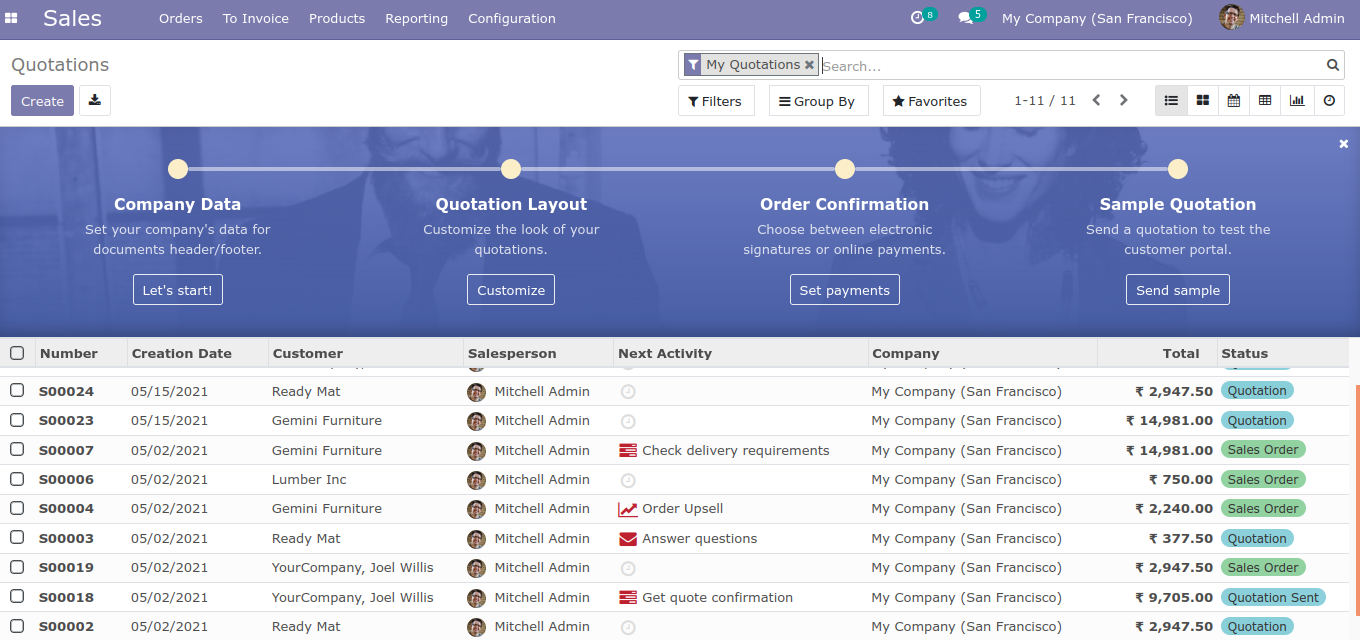 Sales Orders To Invoice Products Reporting Configuration 8 5 My Company (San Francisco) Mitchell Admin
Quotations My Quotations Search...
Create Filters Group By Favorites 1-11 / 11
Company Data Quotation Layout Order Confirmation Sample Quotation
Set your company's data for Customize the look of your Choose between electronic Send a quotation to test the
documents header/footer. quotations. signatures or online payments. customer portal.
Let's start! Customize Set payments Send sample
Number Creation Date Customer Salesperson Next Activity Company Total Status
S00024 05/15/2021 Ready Mat Mitchell Admin My Company (San Francisco) ₹ 2,947.50 Quotation
S00023 05/15/2021 Gemini Furniture Mitchell Admin My Company (San Francisco) ₹ 14,981.00 Quotation
S00007 05/02/2021 Gemini Furniture Mitchell Admin Check delivery requirements My Company (San Francisco) ₹ 14,981.00 Sales Order
S00006 05/02/2021 Lumber Inc Mitchell Admin My Company (San Francisco) ₹ 750.00 Sales Order
S00004 05/02/2021 Gemini Furniture Mitchell Admin Order Upsell My Company (San Francisco) ₹ 2,240.00 Sales Order
S00003 05/02/2021 Ready Mat Mitchell Admin Answer questions My Company (San Francisco) ₹ 377.50 Quotation
S00019 05/02/2021 YourCompany, Joel Willis Mitchell Admin My Company (San Francisco) ₹ 2,947.50 Sales Order
S00018 05/02/2021 YourCompany, Joel Willis Mitchell Admin Get quote confirmation My Company (San Francisco) ₹ 9,705.00 Quotation Sent
S00002 05/02/2021 Ready Mat Mitchell Admin My Company (San Francisco) ₹ 2,947.50 Quotation